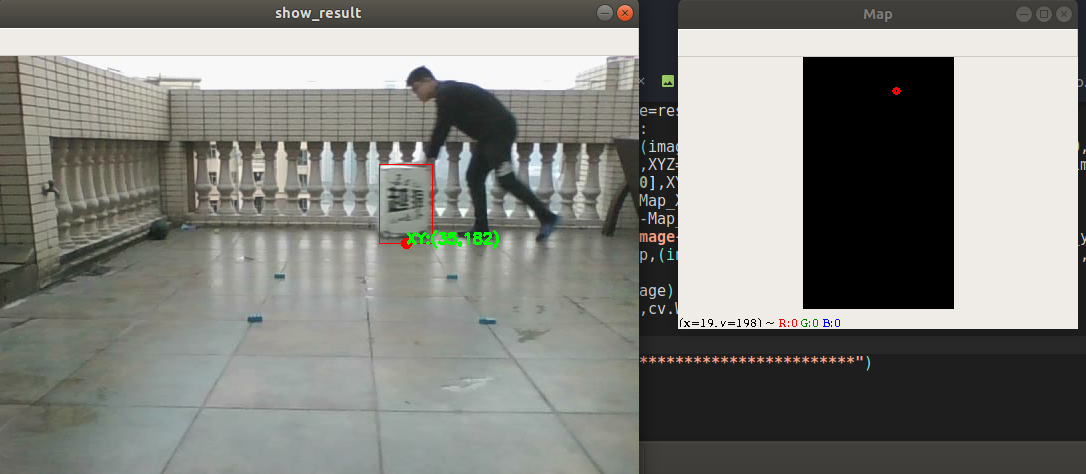 show_result
Map
XY:(38,182)
e=res
:
(imag
,XYZ=
0],XY
Map_X
-Map_
mage-
p,(in
age)
,cv.W
************************")
(x=19, y=198) ~ R:0 G:0 B:0